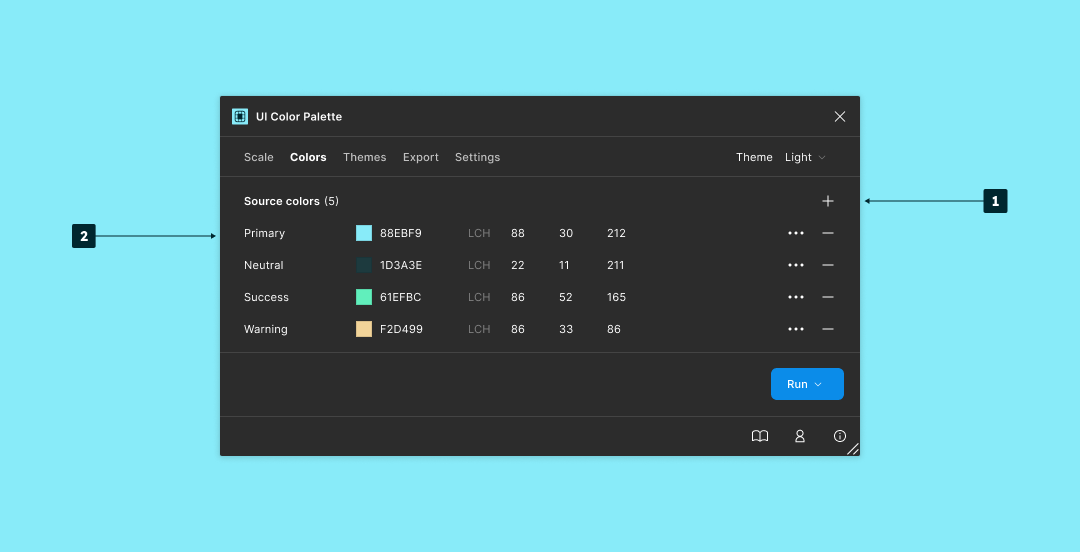 UI Color Palette
Scale Colors Themes Export Settings Theme Light
Source colors (5)
1
2
Primary 88EBF9 LCH 88 30 212
Neutral 1D3A3E LCH 22 11 211
Success 61EFBC LCH 86 52 165
Warning F2D499 LCH 86 33 86
Run